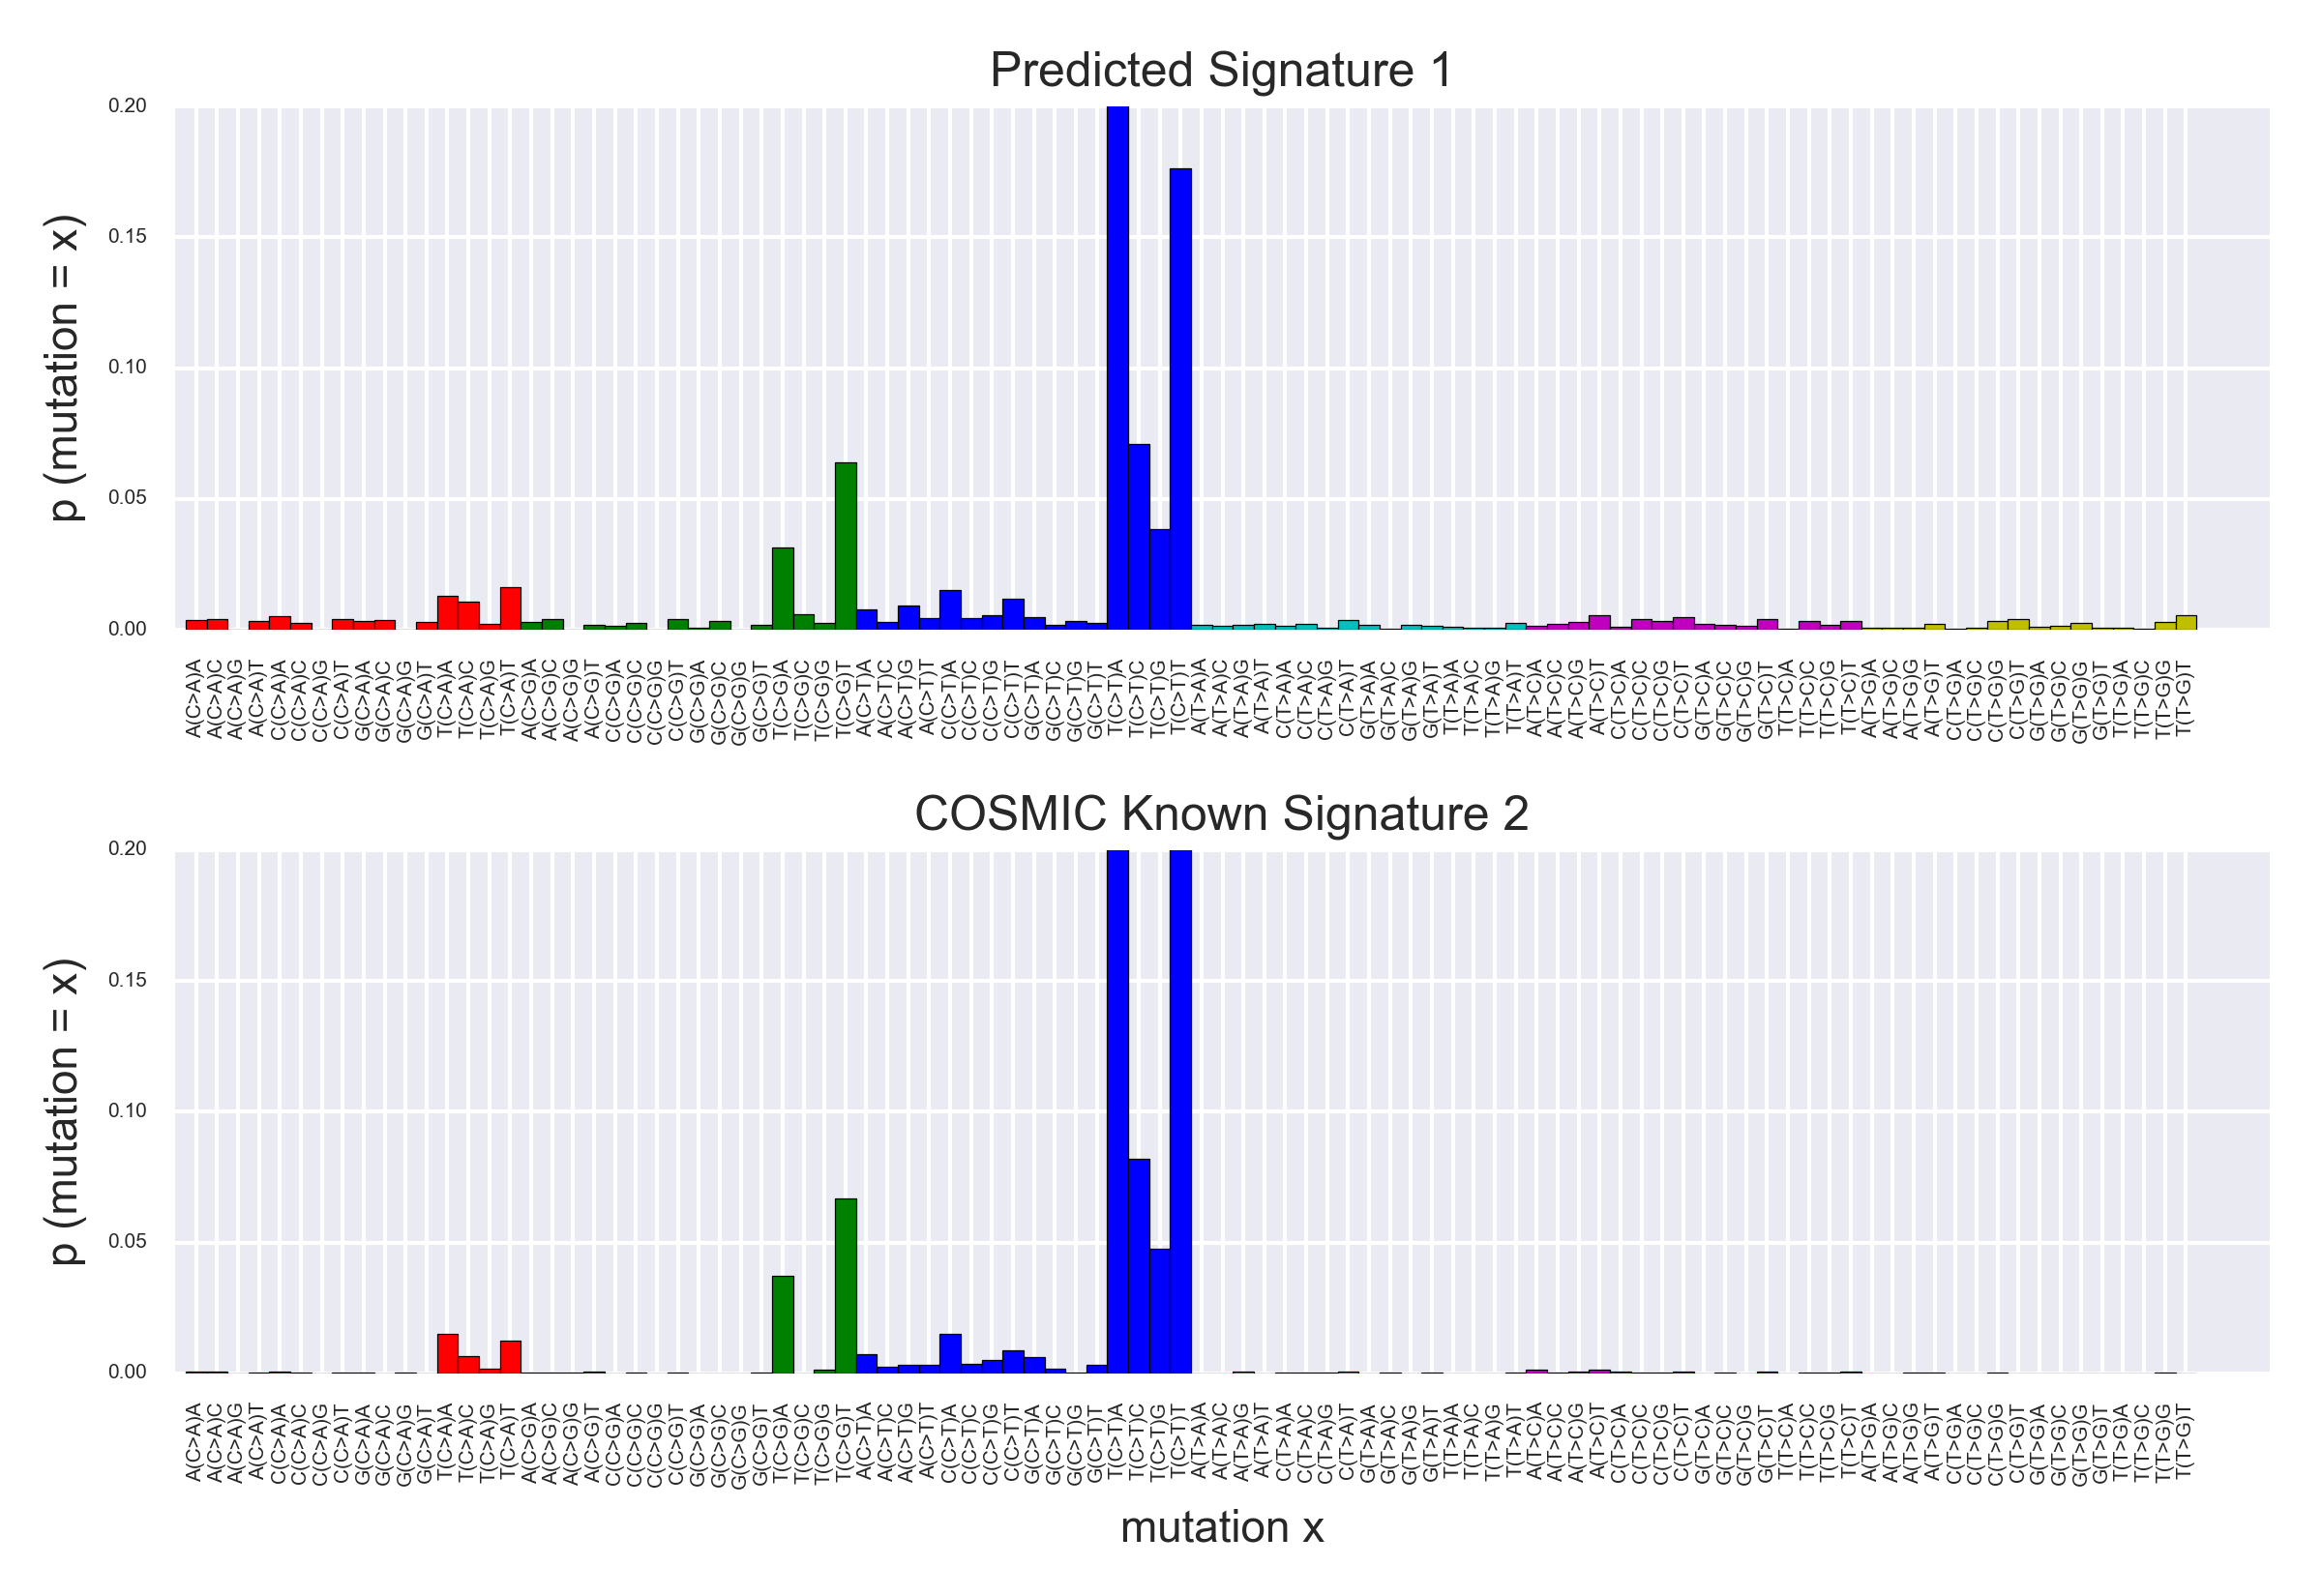 Predicted Signature 1
0.20
0.15
0.10
0.05
0.00
p (mutation = x)
A(C>A)A A(C>A)C A(C>A)G A(C>A)T C(C>A)A C(C>A)C C(C>A)G C(C>A)T G(C>A)A G(C>A)C G(C>A)G G(C>A)T T(C>A)A T(C>A)C T(C>A)G T(C>A)T A(C>G)A A(C>G)C A(C>G)G A(C>G)T C(C>G)A C(C>G)C C(C>G)G C(C>G)T G(C>G)A G(C>G)C G(C>G)G G(C>G)T T(C>G)A T(C>G)C T(C>G)G T(C>G)T A(C>T)A A(C>T)C A(C>T)G A(C>T)T C(C>T)A C(C>T)C C(C>T)G C(C>T)T G(C>T)A G(C>T)C G(C>T)G G(C>T)T T(C>T)A T(C>T)C T(C>T)G T(C>T)T A(T>A)A A(T>A)C A(T>A)G A(T>A)T C(T>A)A C(T>A)C C(T>A)G C(T>A)T G(T>A)A G(T>A)C G(T>A)G G(T>A)T T(T>A)A T(T>A)C T(T>A)G T(T>A)T A(T>C)A A(T>C)C A(T>C)G A(T>C)T C(T>C)A C(T>C)C C(T>C)G C(T>C)T G(T>C)A G(T>C)C G(T>C)G G(T>C)T T(T>C)A T(T>C)C T(T>C)G T(T>C)T A(T>G)A A(T>G)C A(T>G)G A(T>G)T C(T>G)A C(T>G)C C(T>G)G C(T>G)T G(T>G)A G(T>G)C G(T>G)G G(T>G)T T(T>G)A T(T>G)C T(T>G)G T(T>G)T
COSMIC Known Signature 2
0.20
0.15
0.10
0.05
0.00
p (mutation = x)
A(C>A)A A(C>A)C A(C>A)G A(C>A)T C(C>A)A C(C>A)C C(C>A)G C(C>A)T G(C>A)A G(C>A)C G(C>A)G G(C>A)T T(C>A)A T(C>A)C T(C>A)G T(C>A)T A(C>G)A A(C>G)C A(C>G)G A(C>G)T C(C>G)A C(C>G)C C(C>G)G C(C>G)T G(C>G)A G(C>G)C G(C>G)G G(C>G)T T(C>G)A T(C>G)C T(C>G)G T(C>G)T A(C>T)A A(C>T)C A(C>T)G A(C>T)T C(C>T)A C(C>T)C C(C>T)G C(C>T)T G(C>T)A G(C>T)C G(C>T)G G(C>T)T T(C>T)A T(C>T)C T(C>T)G T(C>T)T A(T>A)A A(T>A)C A(T>A)G A(T>A)T C(T>A)A C(T>A)C C(T>A)G C(T>A)T G(T>A)A G(T>A)C G(T>A)G G(T>A)T T(T>A)A T(T>A)C T(T>A)G T(T>A)T A(T>C)A A(T>C)C A(T>C)G A(T>C)T C(T>C)A C(T>C)C C(T>C)G C(T>C)T G(T>C)A G(T>C)C G(T>C)G G(T>C)T T(T>C)A T(T>C)C T(T>C)G T(T>C)T A(T>G)A A(T>G)C A(T>G)G A(T>G)T C(T>G)A C(T>G)C C(T>G)G C(T>G)T G(T>G)A G(T>G)C G(T>G)G G(T>G)T T(T>G)A T(T>G)C T(T>G)G T(T>G)T
mutation x